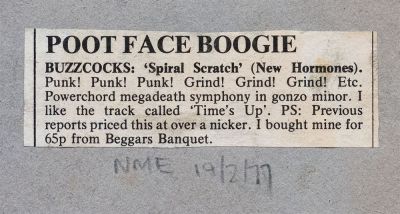 POOT FACE BOOGIE
BUZZCOCKS: ‘Spiral Scratch’ (New Hormones).
Punk! Punk! Punk! Grind! Grind! Grind! Etc.
Powerchord megadeath symphony in gonzo minor. I
like the track called ‘Time's Up’. PS: Previous
reports priced this at over a nicker. I bought mine for
65p from Beggars Banquet.
NME 19/2/77